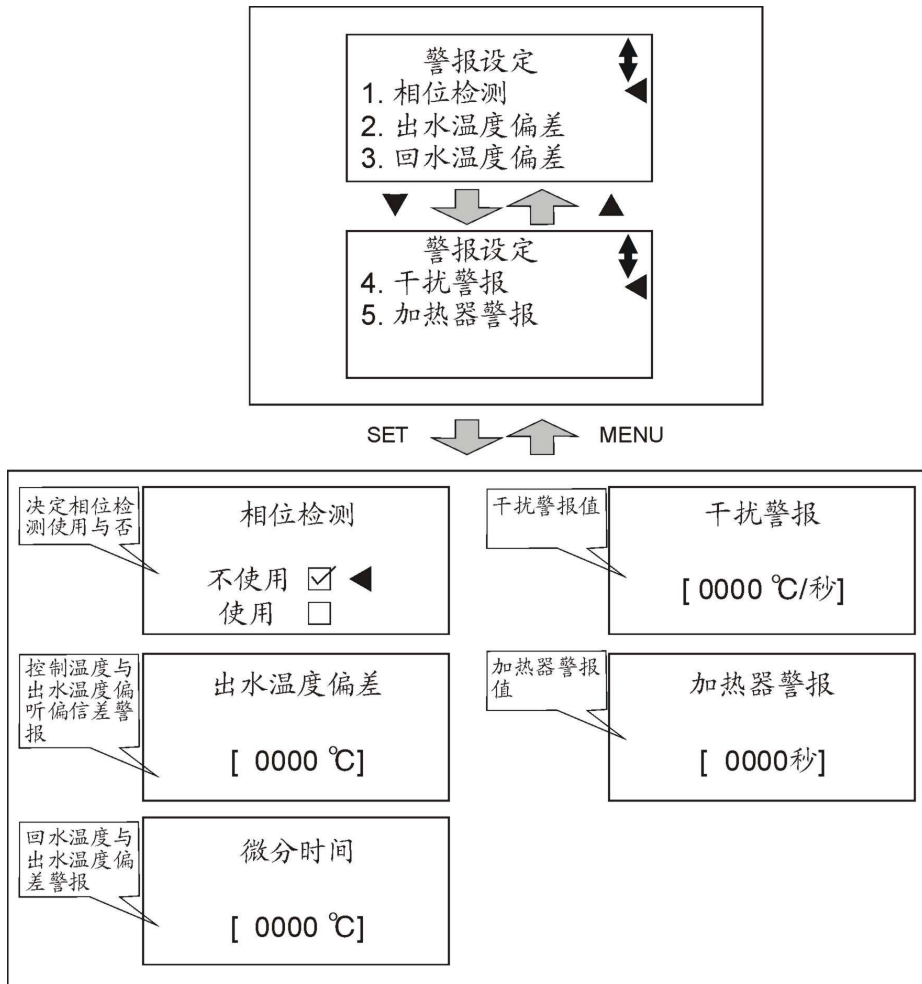 警报设定
1. 相位检测
2. 出水温度偏差
3. 回水温度偏差
警报设定
4. 干扰警报
5. 加热器警报
SET
MENU
决定相位检
测使用与否
相位检测
不使用
使用
干扰警报值
干扰警报
[ 0000 ℃/秒]
控制温度与
出水温度偏
听偏信差警
报
出水温度偏差
[ 0000 ℃]
加热器警报
值
加热器警报
[ 0000秒]
回水温度与
出水温度偏
差警报
微分时间
[ 0000 ℃]